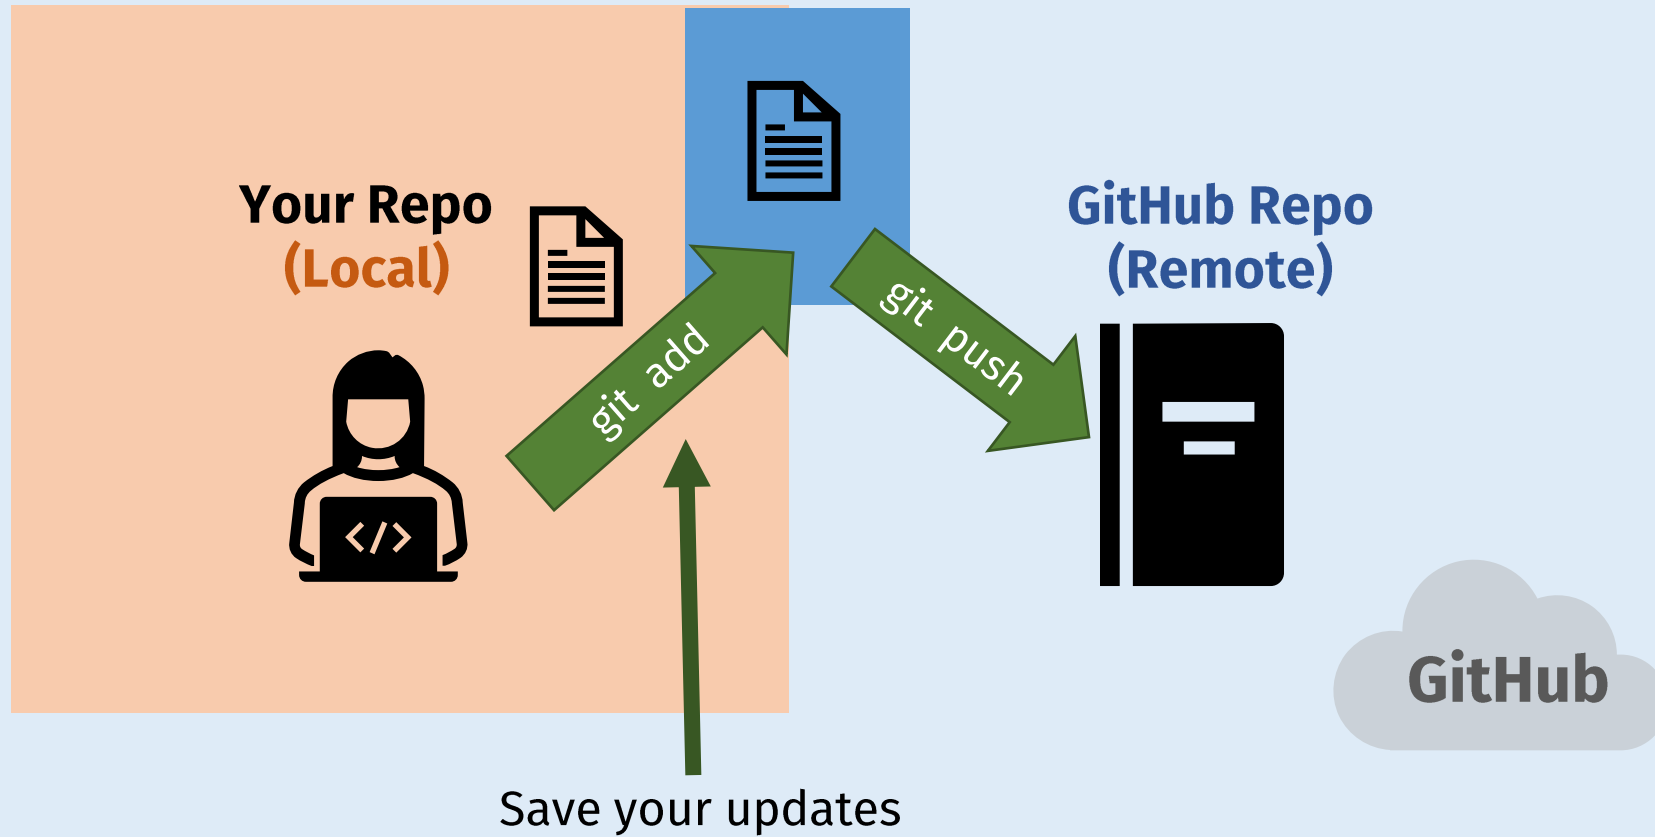 Your Repo
(Local)
git add
git push
GitHub Repo
(Remote)
</>
GitHub
Save your updates